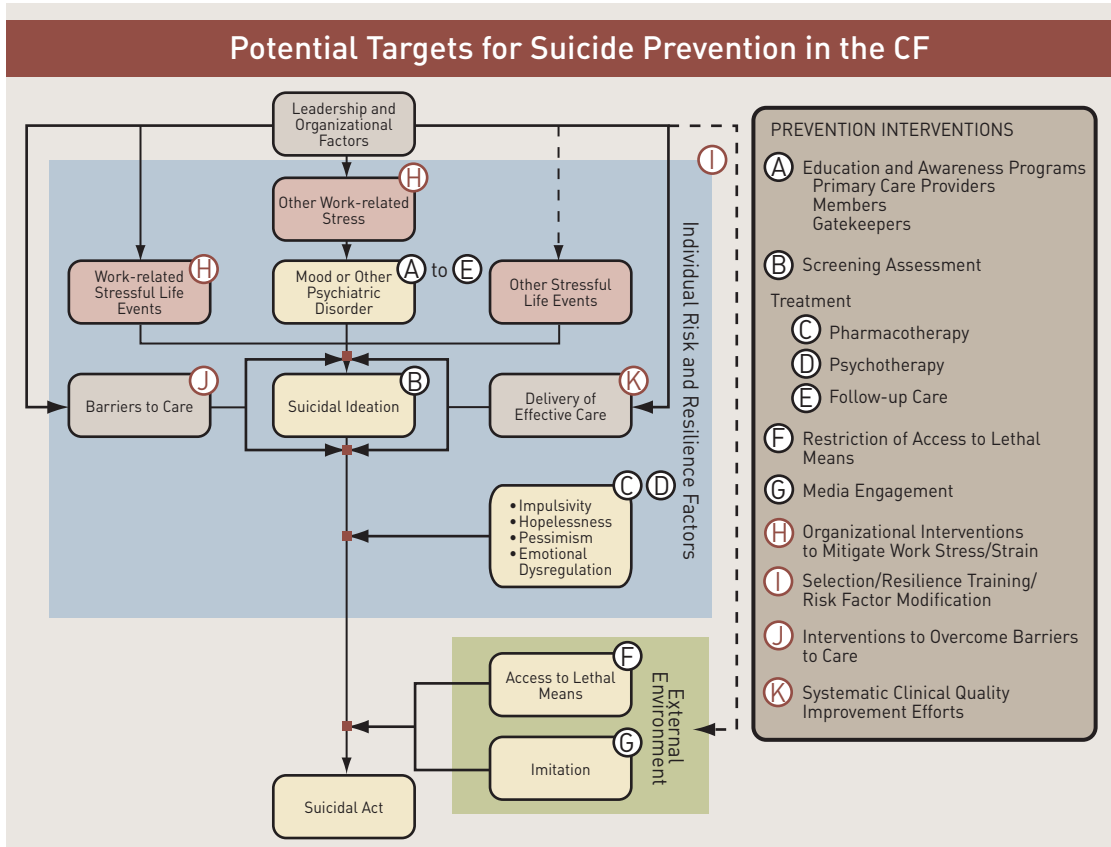 Potential Targets for Suicide Prevention in the CF
Leadership and
Organizational
Factors
I
H
Other Work-related
Stress
Work-related
Stressful Life
Events
H
Mood or Other
Psychiatric
Disorder
A to E
Other Stressful
Life Events
Individual Risk and Resilience Factors
Barriers to Care
J
Suicidal Ideation
B
Delivery of
Effective Care
K
C D
• Impulsivity
• Hopelessness
• Pessimism
• Emotional
Dysregulation
Access to Lethal
Means
F
External
Environment
Imitation
G
Suicidal Act
PREVENTION INTERVENTIONS
A Education and Awareness Programs
Primary Care Providers
Members
Gatekeepers
B Screening Assessment
Treatment
C Pharmacotherapy
D Psychotherapy
E Follow-up Care
F Restriction of Access to Lethal
Means
G Media Engagement
H Organizational Interventions
to Mitigate Work Stress/Strain
I Selection/Resilience Training/
Risk Factor Modification
J Interventions to Overcome Barriers
to Care
K Systematic Clinical Quality
Improvement Efforts